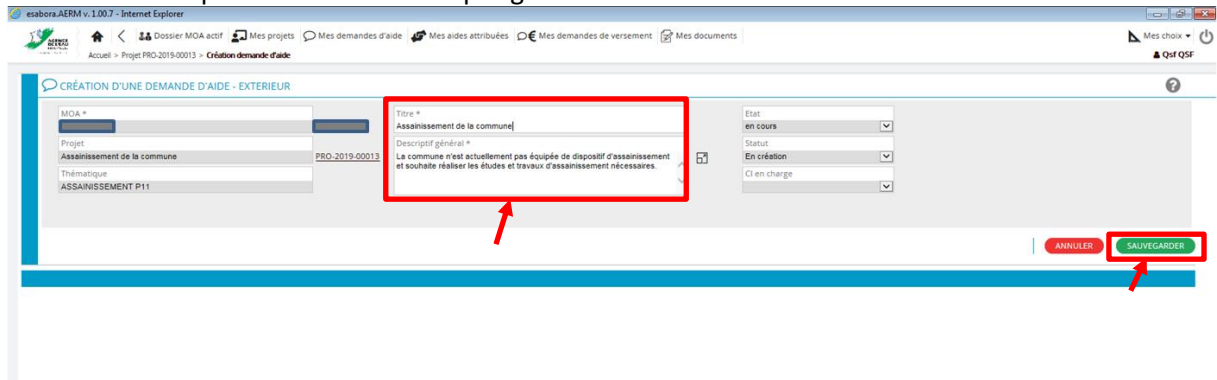 esabora.AERM v. 1.00.7 - Internet Explorer
AGENCE
DE L'EAU
Dossier MOA actif Mes projets Mes demandes d'aide Mes aides attribuées Mes demandes de versement Mes documents Mes choix
Accueil > Projet PRO-2019-00013 > Création demande d'aide Qsf QSF
CRÉATION D'UNE DEMANDE D'AIDE - EXTERIEUR
MOA * Titre * Etat
Assainissement de la commune en cours
Projet Descriptif général * Statut
Assainissement de la commune PRO-2019-00013 La commune n'est actuellement pas équipée de dispositif d'assainissement En création
et souhaite réaliser les études et travaux d'assainissement nécessaires.
Thématique CI en charge
ASSAINISSEMENT P11
ANNULER SAUVEGARDER